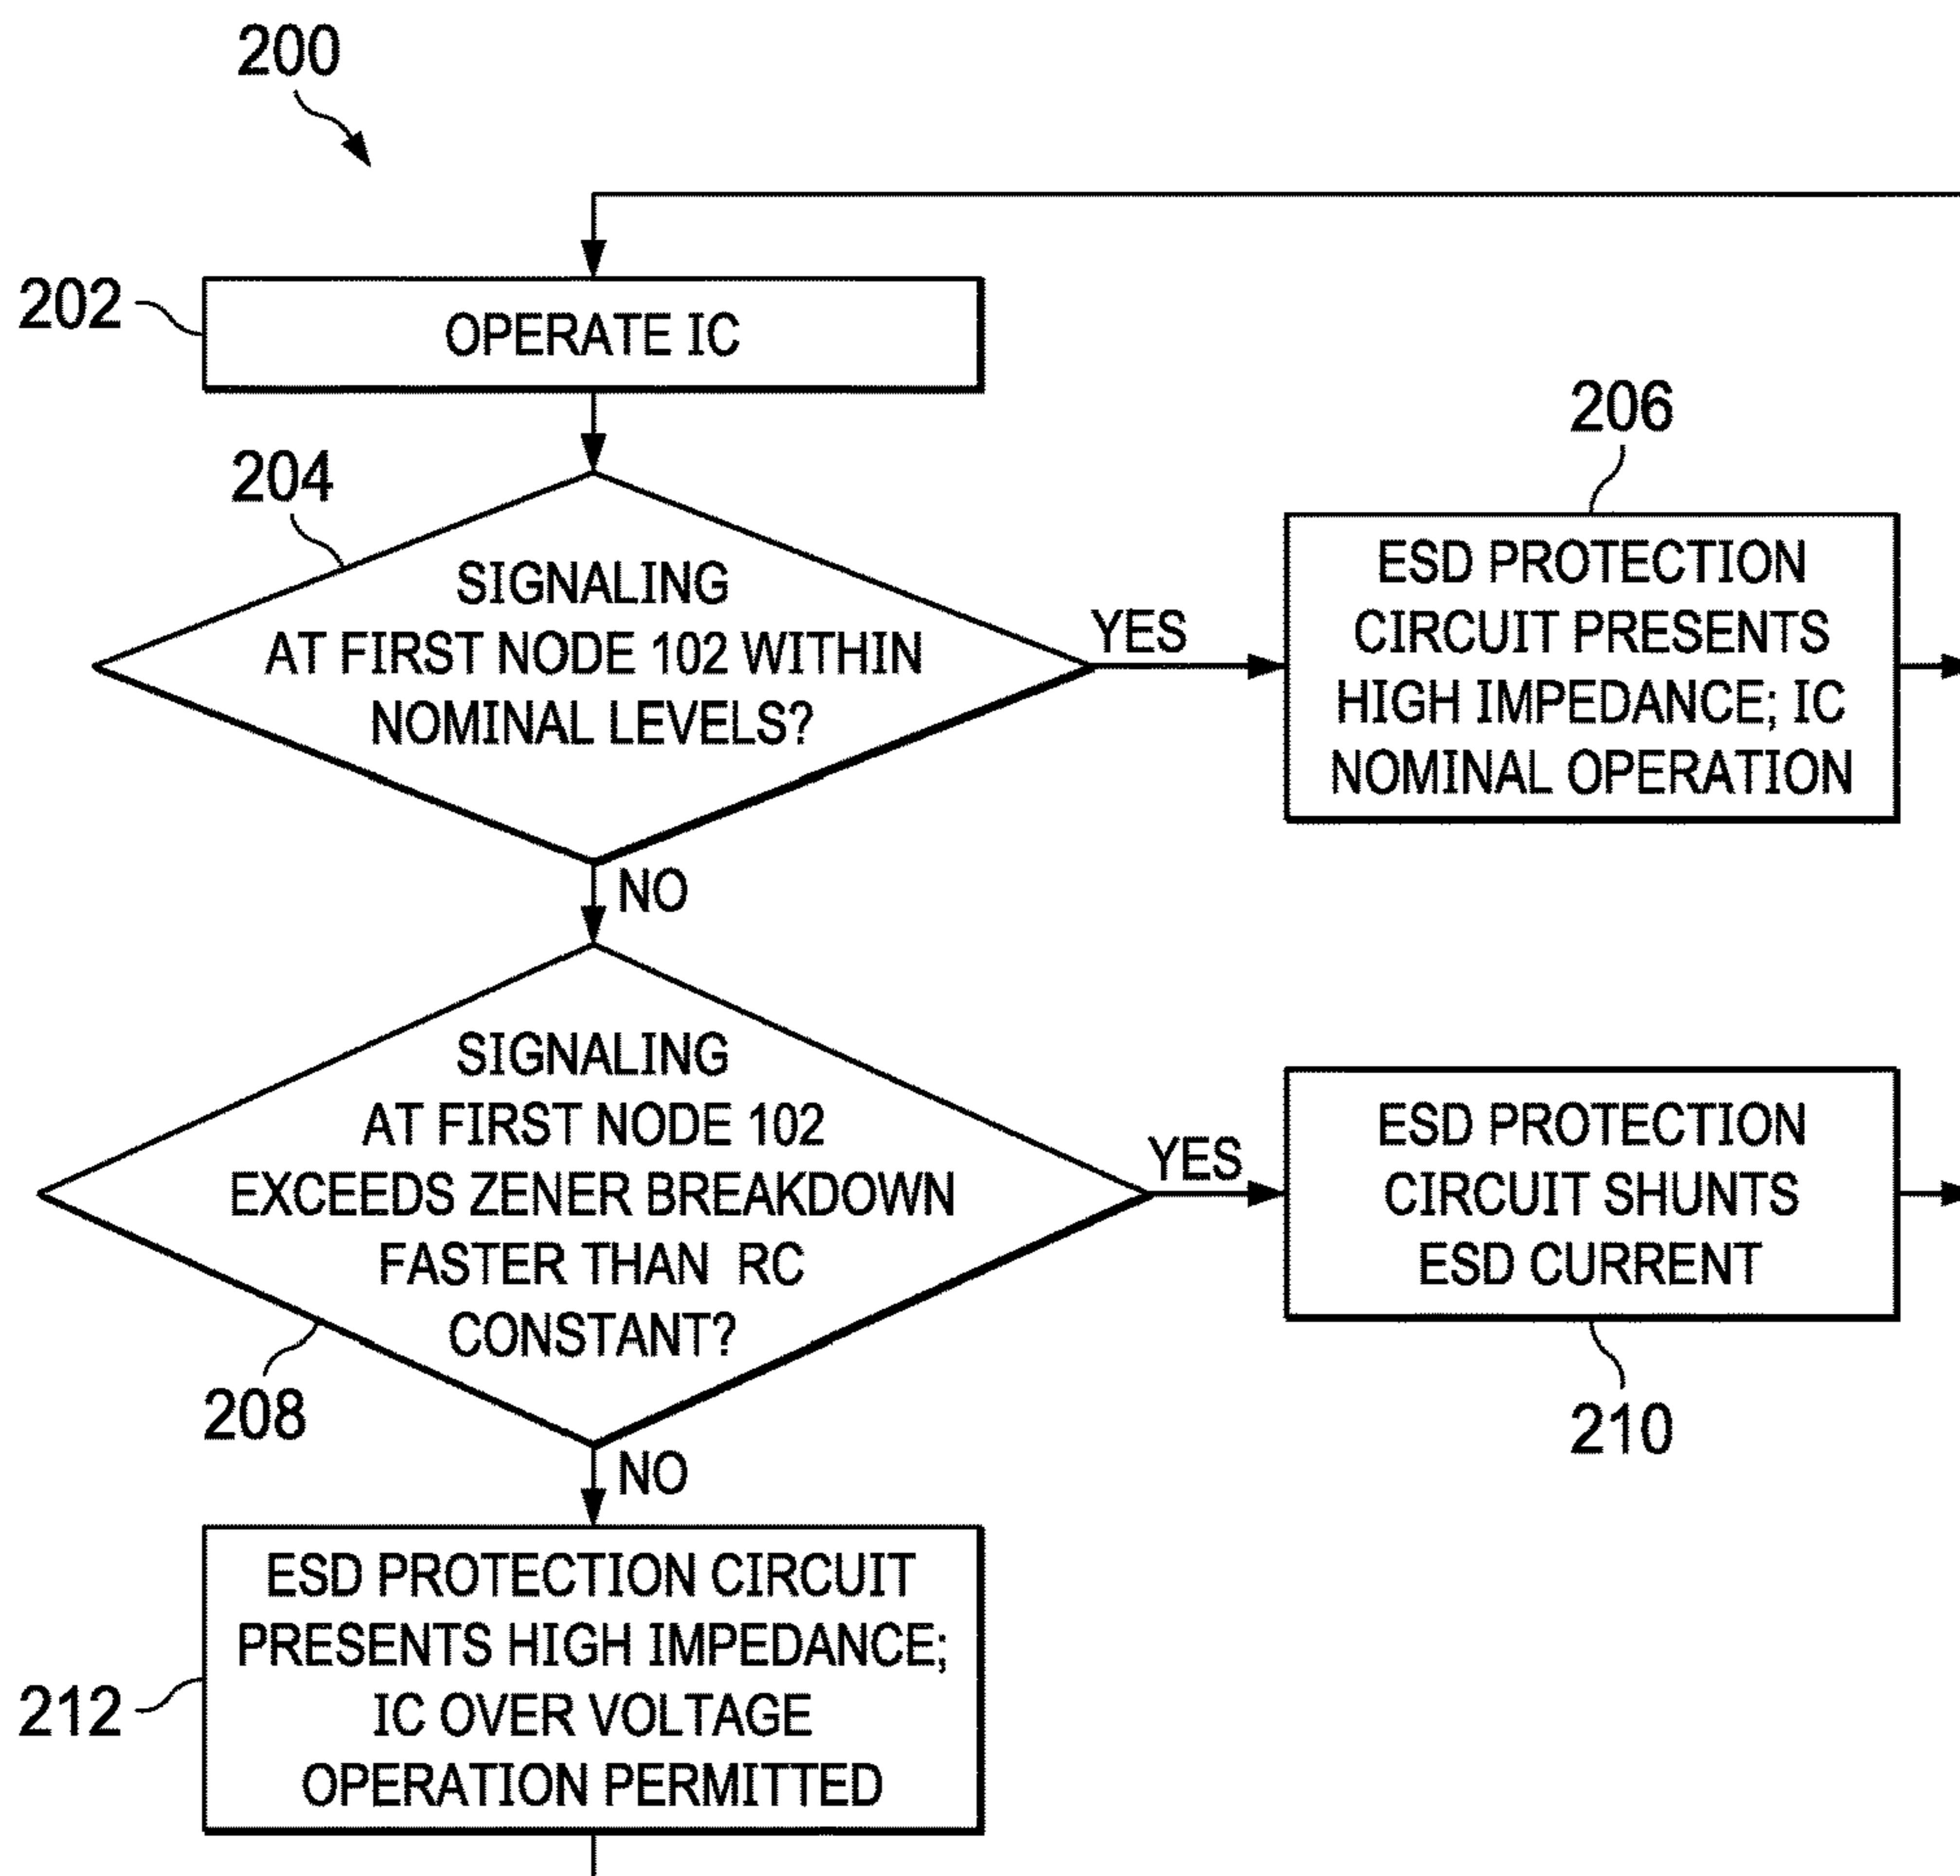 200
202
OPERATE IC
204
SIGNALING
AT FIRST NODE 102 WITHIN
NOMINAL LEVELS?
YES
206
ESD PROTECTION
CIRCUIT PRESENTS
HIGH IMPEDANCE; IC
NOMINAL OPERATION
NO
SIGNALING
AT FIRST NODE 102
EXCEEDS ZENER BREAKDOWN
FASTER THAN RC
CONSTANT?
208
YES
ESD PROTECTION
CIRCUIT SHUNTS
ESD CURRENT
210
NO
212
ESD PROTECTION CIRCUIT
PRESENTS HIGH IMPEDANCE;
IC OVER VOLTAGE
OPERATION PERMITTED